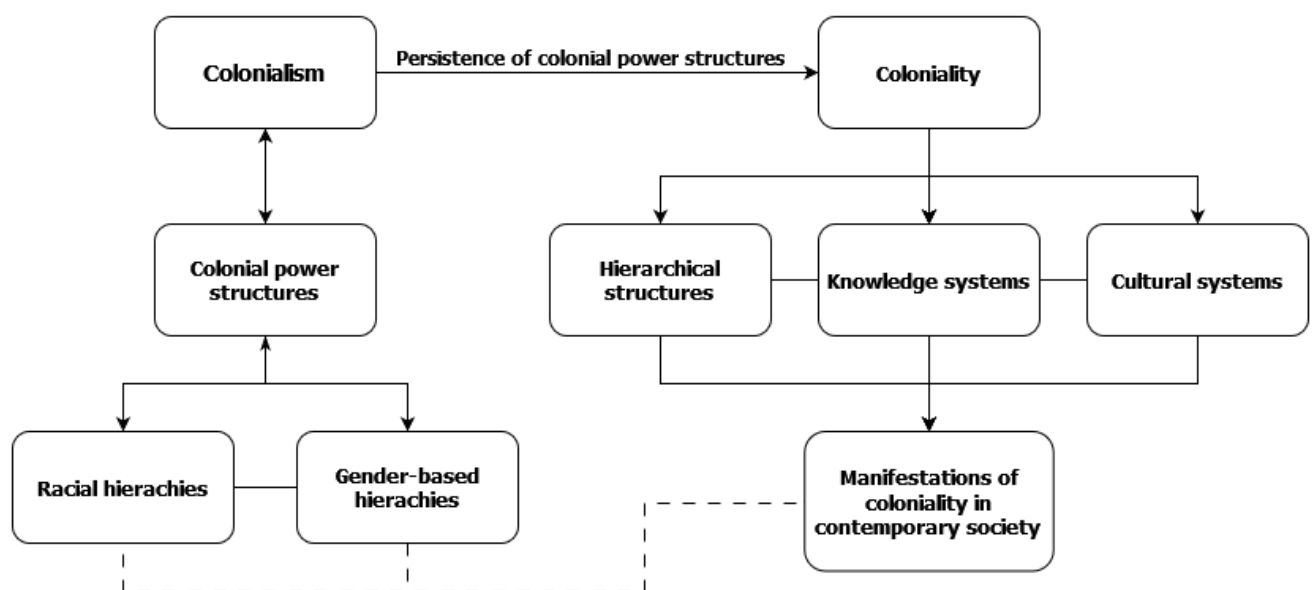 Colonialism
Persistence of colonial power structures
Coloniality
Colonial power
structures
Hierarchical
structures
Knowledge systems
Cultural systems
Racial hierachies
Gender-based
hierachies
Manifestations of
coloniality in
contemporary society